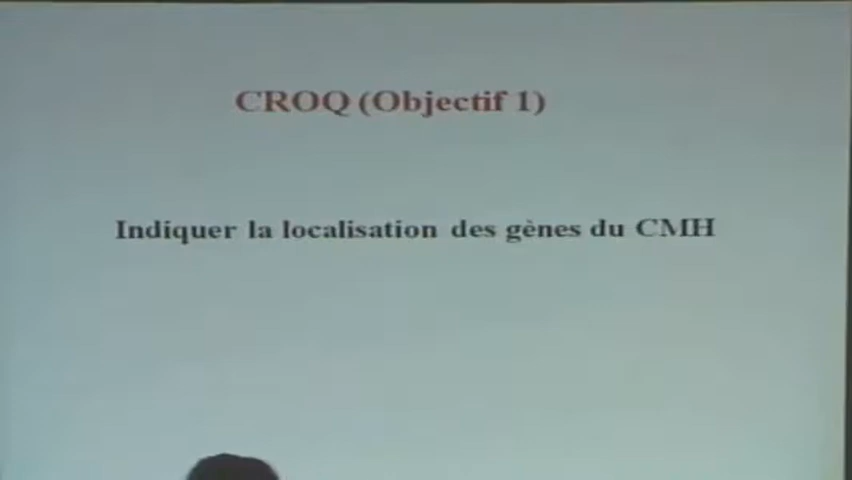 CROQ (Objectif 1)
Indiquer la localisation des gènes du CMH